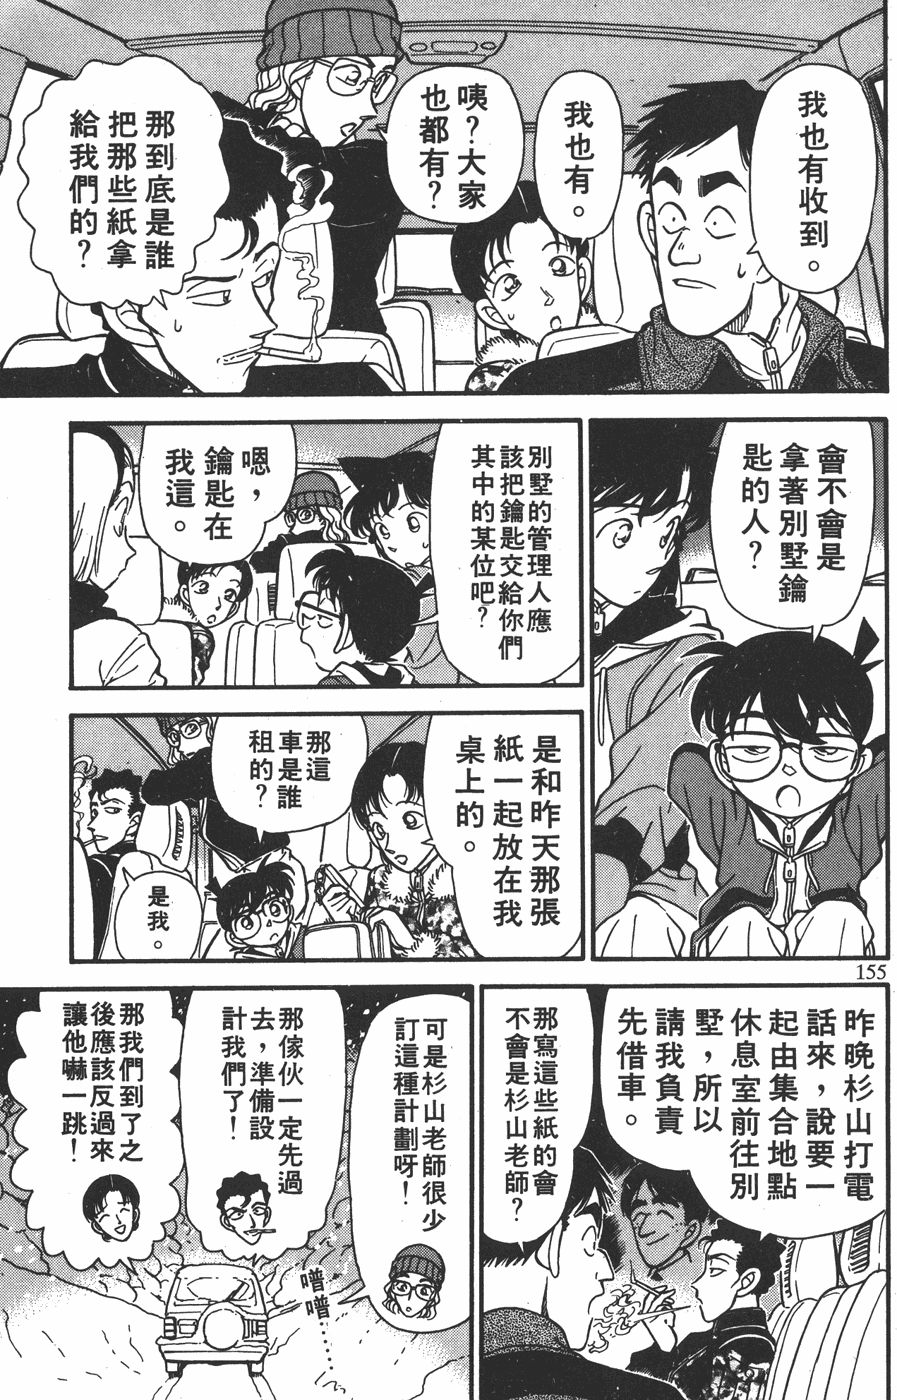 我也有收到。
我也有。
咦？大家
也都有？
那到底是誰
把那些紙拿
給我們的？
會不會是
拿著別墅鑰
匙的人？
別墅的管理人應
該把鑰匙交給你們
其中的某位吧？
嗯，
鑰匙在
我這。
是和昨天那張
紙一起放在我
桌上的。
那這
車是誰
租的？
是我。
155
昨晚杉山打電
話來，說要一
起由集合地點
休息室前往別
墅，所以
請我負責
先借車。
那寫這些紙的會
不會是杉山老師？
可是杉山老師很少
訂這種計劃呀！
那傢伙一定先過
去，準備設
計我們了！
那我們到了之
後應該反過來
讓他嚇一跳！
噌噌……